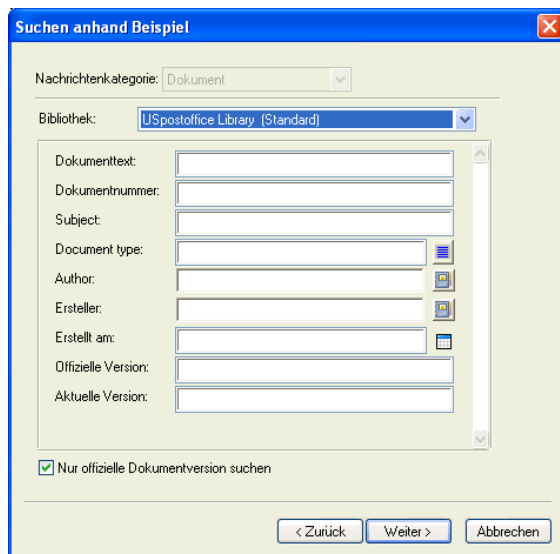 Suchen anhand Beispiel
Nachrichtenkategorie: Dokument
Bibliothek: USpostoffice Library (Standard)
Dokumenttext:
Dokumentnummer:
Subject:
Document type:
Author:
Ersteller:
Erstellt am:
Offizielle Version:
Aktuelle Version:
Nur offizielle Dokumentversion suchen
< Zurück Weiter > Abbrechen